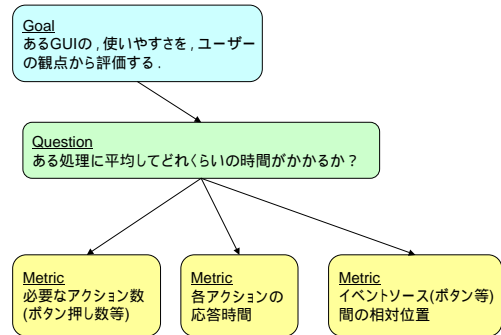 Goal
あるGUIの,使いやすさを,ユーザー
の観点から評価する.
Question
ある処理に平均してどれくらいの時間がかかるか?
Metric
必要なアクション数
(ボタン押し数等)
Metric
各アクションの
応答時間
Metric
イベントソース(ボタン等)
間の相対位置